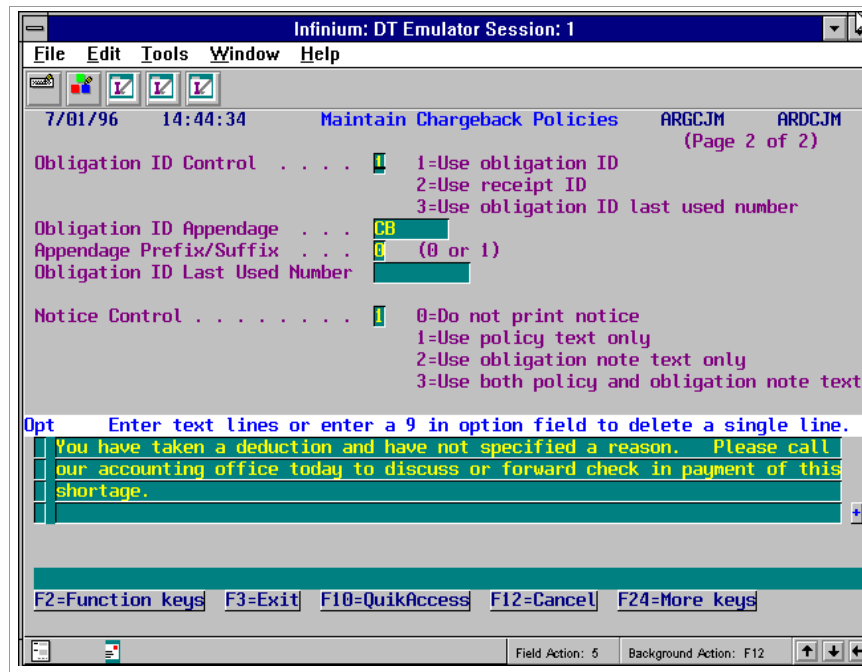 Infinium: DT Emulator Session: 1
File Edit Tools Window Help
7/01/96 14:44:34 Maintain Chargeback Policies ARGCJM ARDCJM
(Page 2 of 2)
Obligation ID Control . . . . 1 1=Use obligation ID
2=Use receipt ID
3=Use obligation ID last used number
Obligation ID Appendage . . . CB
Appendage Prefix/Suffix . . . 0 (0 or 1)
Obligation ID Last Used Number
Notice Control . . . . . . . . 1 0=Do not print notice
1=Use policy text only
2=Use obligation note text only
3=Use both policy and obligation note text
Opt Enter text lines or enter a 9 in option field to delete a single line.
You have taken a deduction and have not specified a reason. Please call
our accounting office today to discuss or forward check in payment of this
shortage.
+
F2=Function keys F3=Exit F10=QuikAccess F12=Cancel F24=More keys
Field Action: 5 Background Action: F12